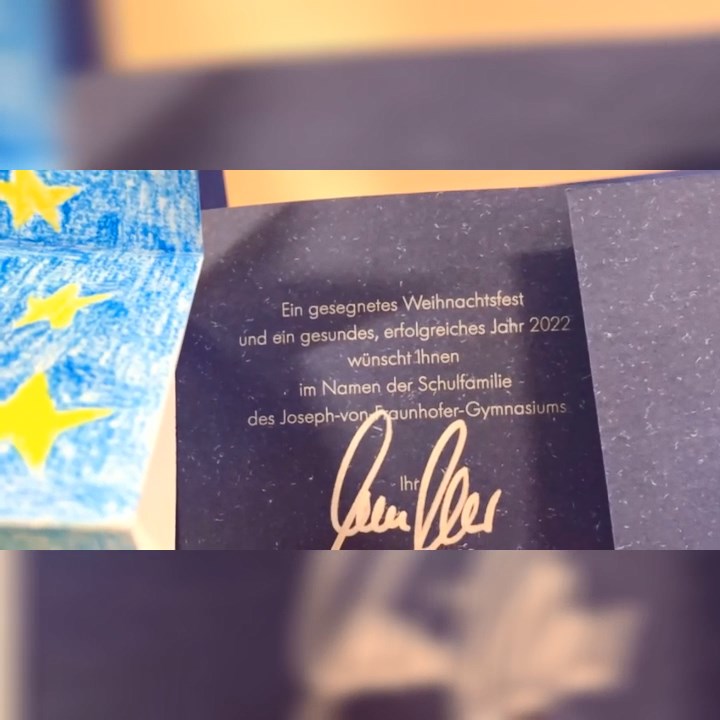 Ein gesegnetes Weihnachtsfest
und ein gesundes, erfolgreiches Jahr 2022
wünscht Ihnen
im Namen der Schulfamilie
des Joseph-von-Fraunhofer-Gymnasiums
Ihr